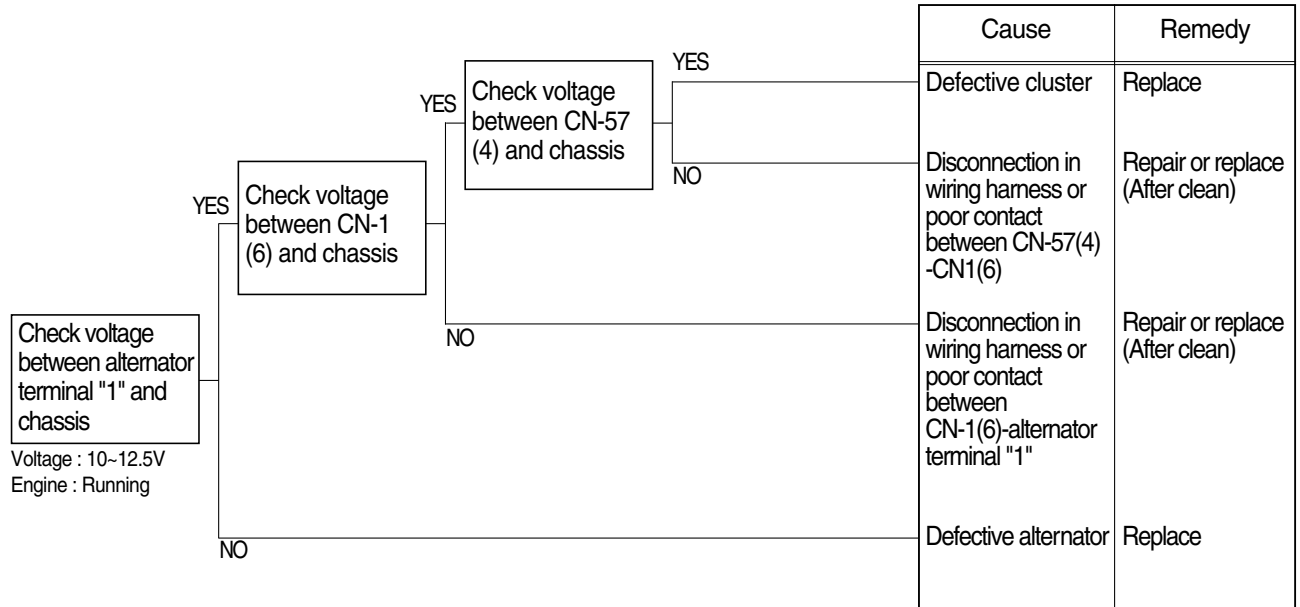 Cause
Remedy
YES
Defective cluster
Replace
YES
Check voltage
between CN-57
(4) and chassis
NO
Disconnection in
wiring harness or
poor contact
between CN-57(4)
-CN1(6)
Repair or replace
(After clean)
YES
Check voltage
between CN-1
(6) and chassis
NO
Disconnection in
wiring harness or
poor contact
between
CN-1(6)-alternator
terminal "1"
Repair or replace
(After clean)
Check voltage
between alternator
terminal "1" and
chassis
Voltage : 10~12.5V
Engine : Running
NO
Defective alternator
Replace